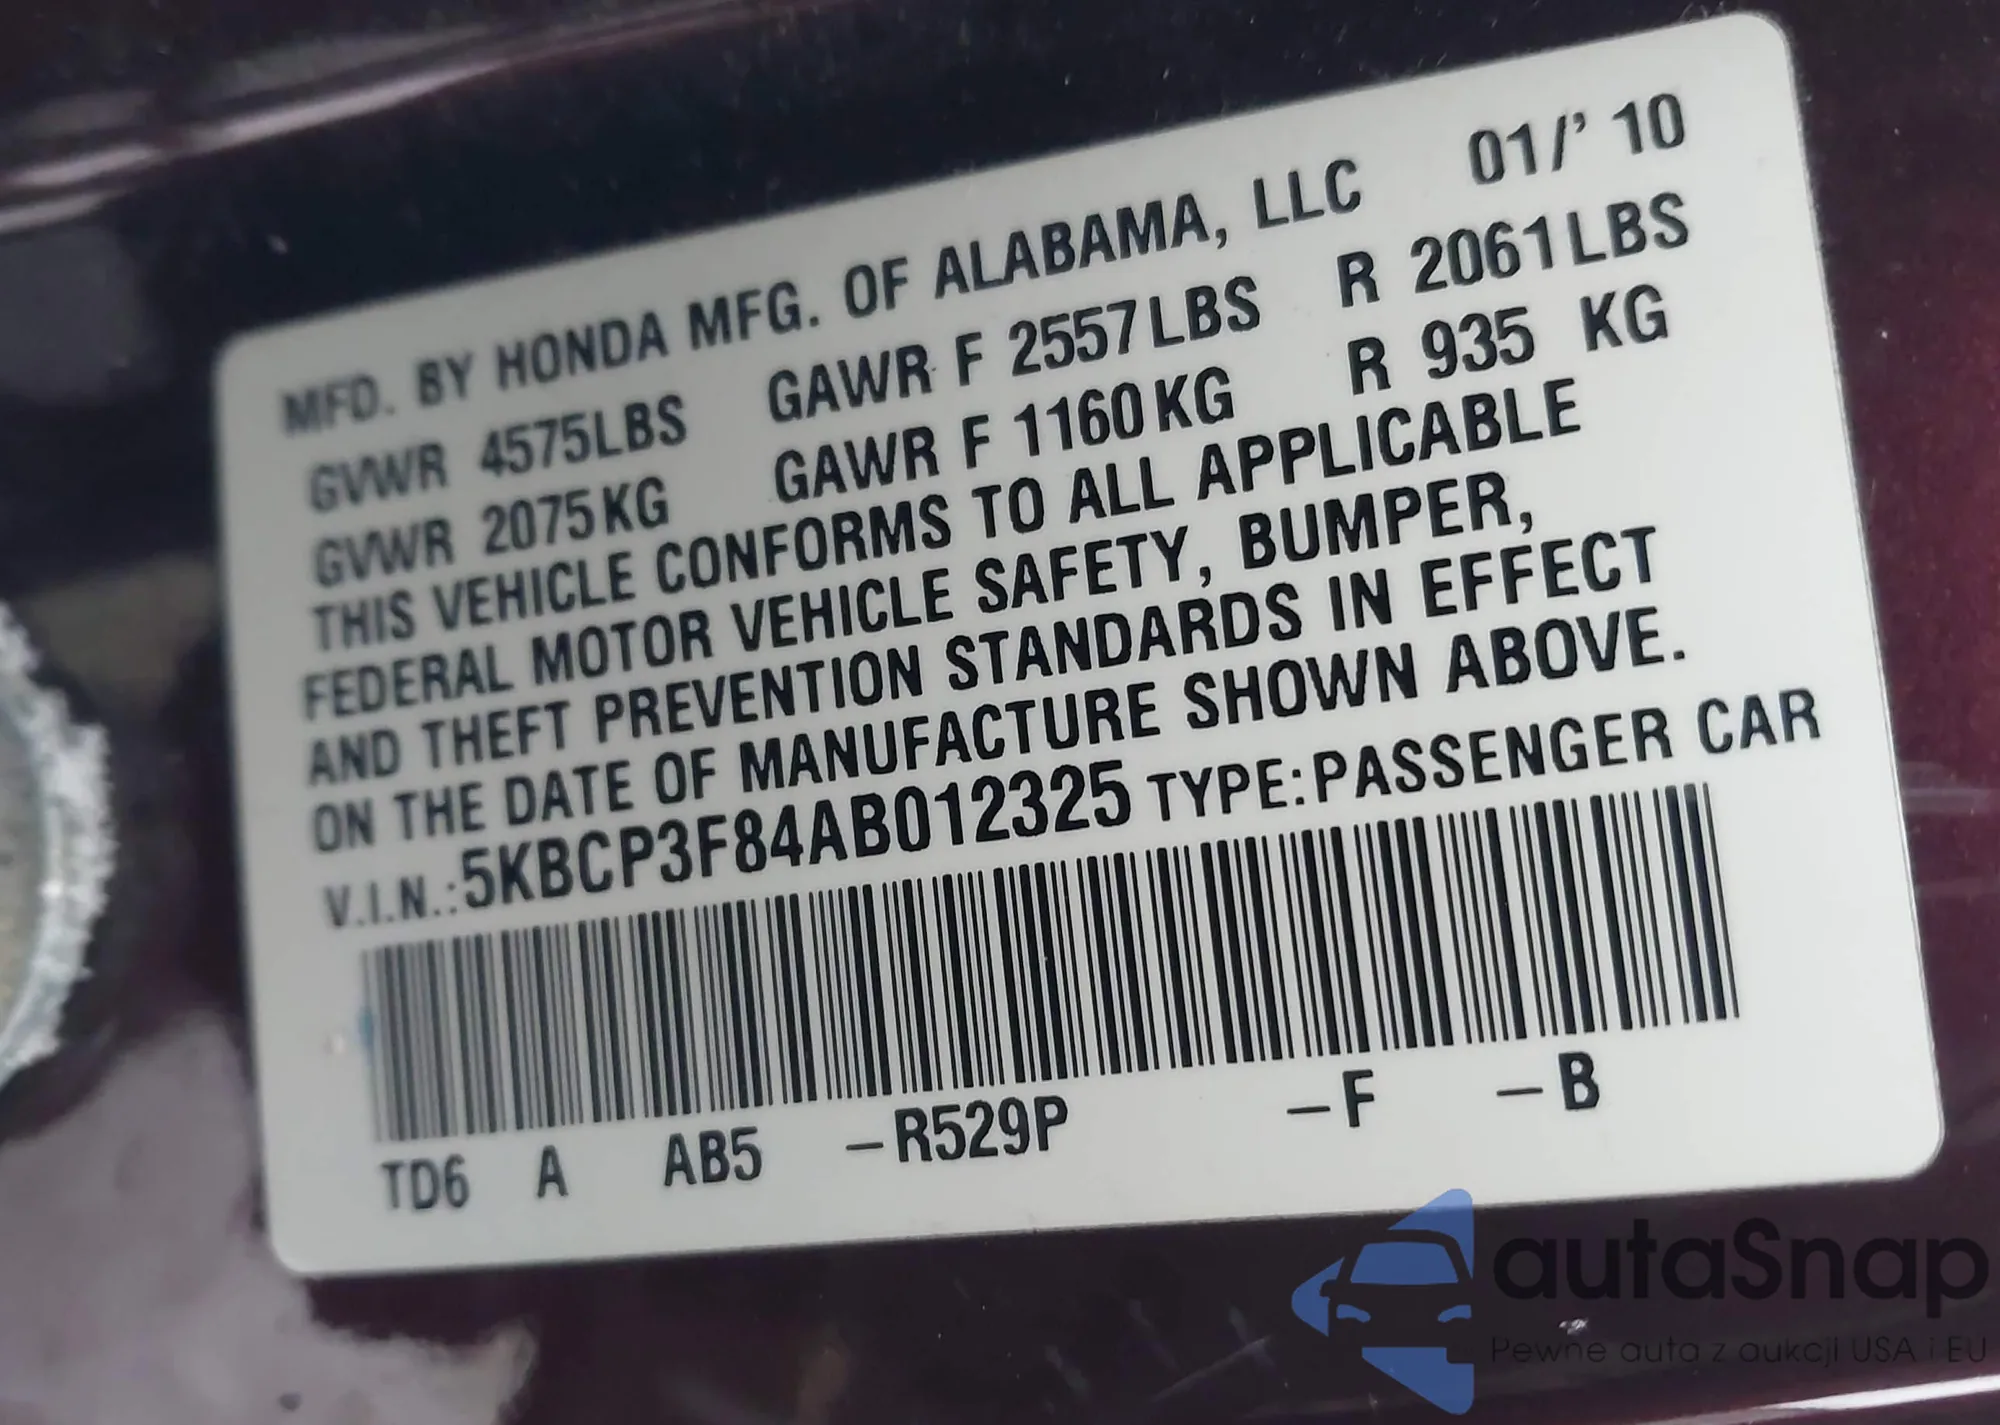 MFD. BY HONDA MFG. OF ALABAMA, LLC 01/' 10
GVWR 4575LBS GAWR F 2557LBS R 2061LBS
GVWR 2075KG GAWR F 1160KG R 935 KG
THIS VEHICLE CONFORMS TO ALL APPLICABLE
FEDERAL MOTOR VEHICLE SAFETY, BUMPER,
AND THEFT PREVENTION STANDARDS IN EFFECT
ON THE DATE OF MANUFACTURE SHOWN ABOVE.
V.I.N.:5KBCP3F84AB012325 TYPE:PASSENGER CAR
TD6 A AB5 –R529P –F –B
autaSnap
Pewne auta z aukcji USA i EU